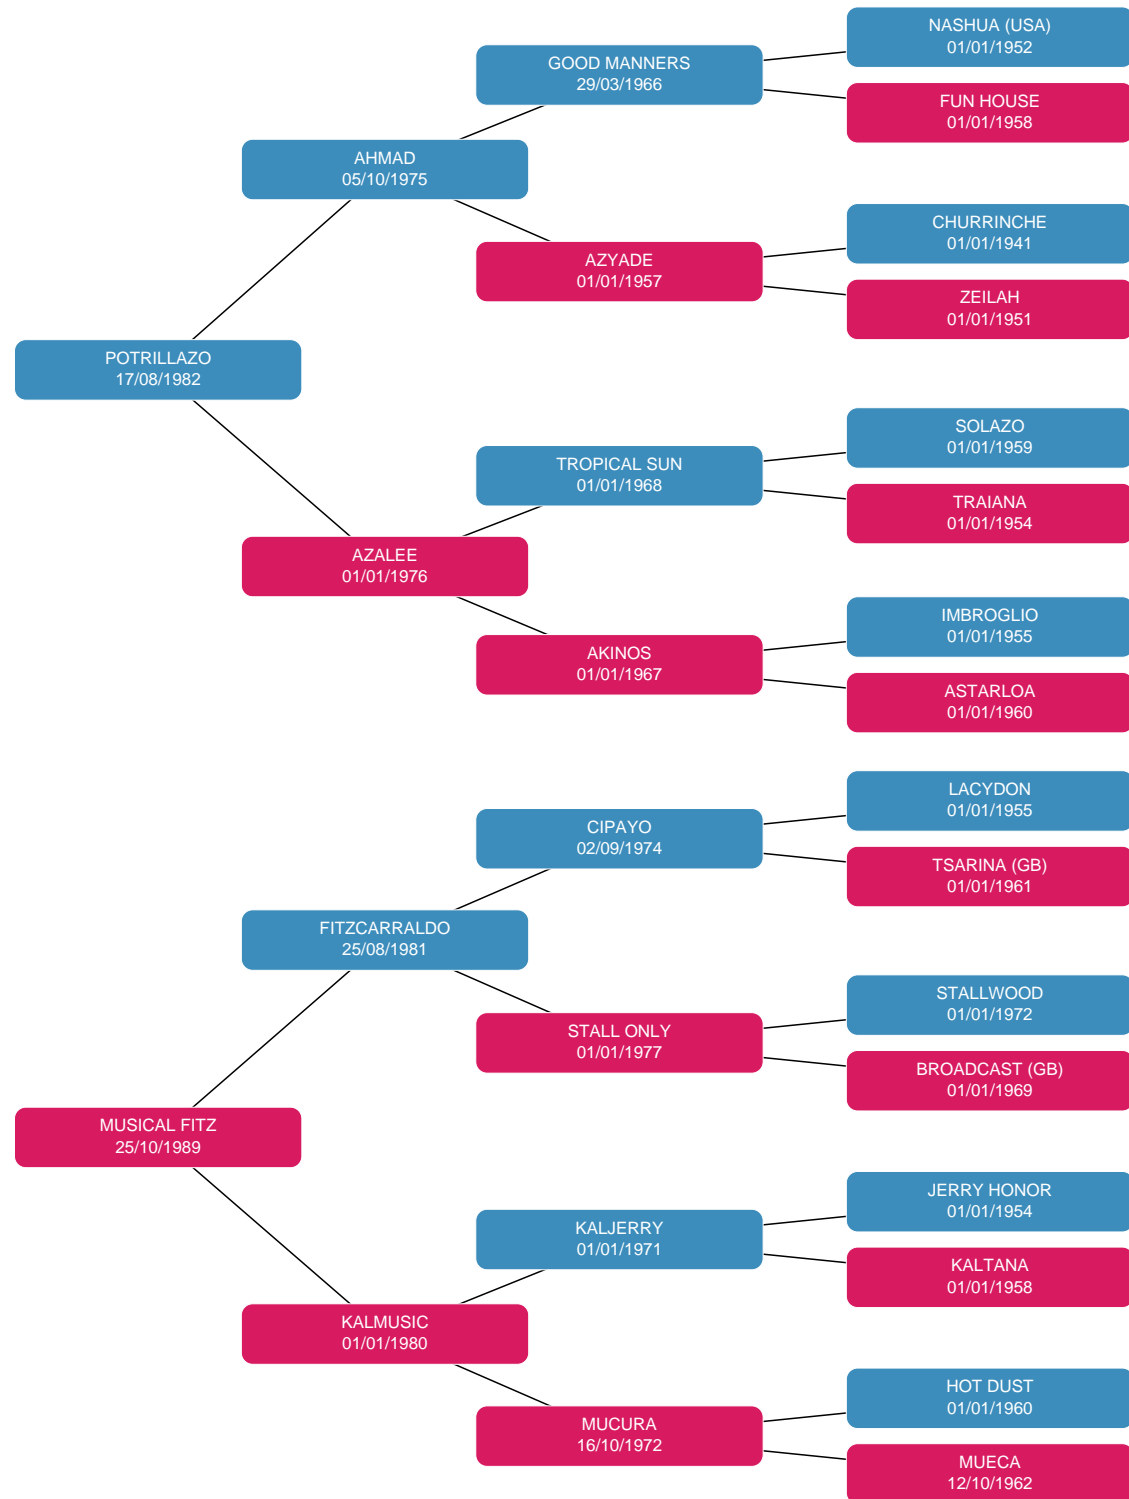 NASHUA (USA)
01/01/1952
GOOD MANNERS
29/03/1966
FUN HOUSE
01/01/1958
AHMAD
05/10/1975
CHURRINCHE
01/01/1941
AZYADE
01/01/1957
ZEILAH
01/01/1951
POTRILLAZO
17/08/1982
SOLAZO
01/01/1959
TROPICAL SUN
01/01/1968
TRAIANA
01/01/1954
AZALEE
01/01/1976
IMBROGLIO
01/01/1955
AKINOS
01/01/1967
ASTARLOA
01/01/1960
LACYDON
01/01/1955
CIPAYO
02/09/1974
TSARINA (GB)
01/01/1961
FITZCARRALDO
25/08/1981
STALLWOOD
01/01/1972
STALL ONLY
01/01/1977
BROADCAST (GB)
01/01/1969
MUSICAL FITZ
25/10/1989
JERRY HONOR
01/01/1954
KALJERRY
01/01/1971
KALTANA
01/01/1958
KALMUSIC
01/01/1980
HOT DUST
01/01/1960
MUCURA
16/10/1972
MUECA
12/10/1962